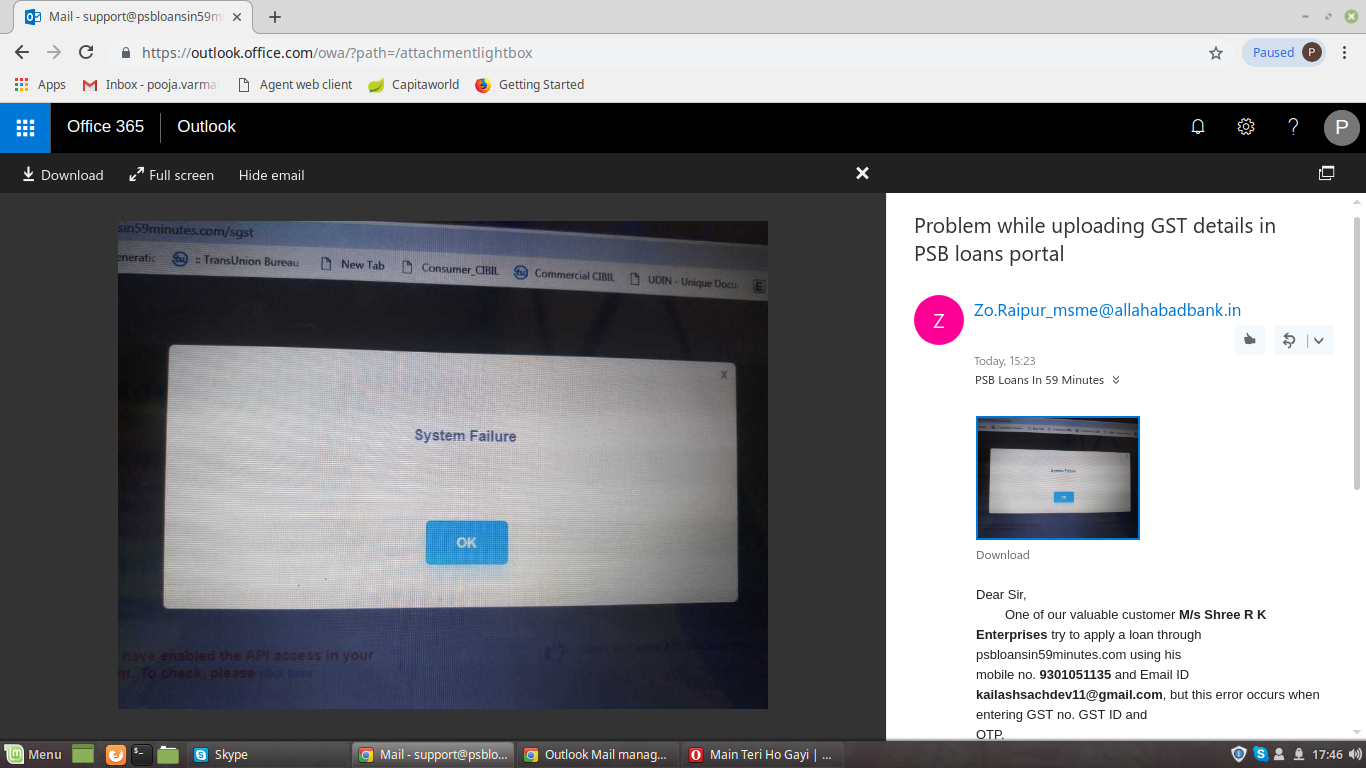 Mail - support@psbloansin59m
https://outlook.office.com/owa/?path=/attachmentlightbox
Paused P
Apps
Inbox - pooja.varma
Agent web client
Capitaworld
Getting Started
Office 365
Outlook
P
Download
Full screen
Hide email
sin59minutes.com/sgst
eneratic
:: TransUnion Bureau
New Tab
Consumer_CIBIL
Commercial CIBIL
UDIN - Unique Docu
E
x
System Failure
OK
have enabled the API access in your
nt. To check, please click here
Problem while uploading GST details in
PSB loans portal
Z
Zo.Raipur_msme@allahabadbank.in
Today, 15:23
PSB Loans In 59 Minutes
System Failure
OK
Download
Dear Sir,
One of our valuable customer M/s Shree R K
Enterprises try to apply a loan through
psbloansin59minutes.com using his
mobile no. 9301051135 and Email ID
kailashsachdev11@gmail.com, but this error occurs when
entering GST no. GST ID and
OTP.
Menu
Skype
Mail - support@psblo...
Outlook Mail manag...
Main Teri Ho Gayi | ...
17:46